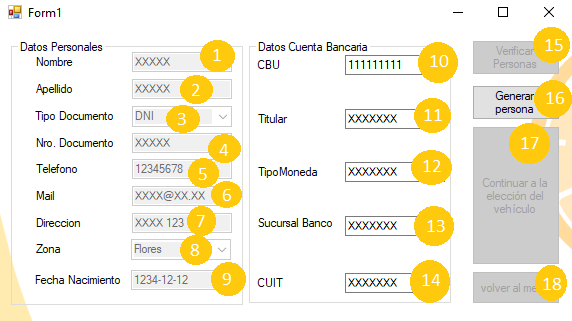 Form1
Datos Personales
Nombre XXXXX 1
Apellido XXXXX 2
Tipo Documento DNI 3
Nro. Documento XXXXX 4
Telefono 12345678 5
Mail XXXX@XX.XX 6
Direccion XXXX 123 7
Zona Flores 8
Fecha Nacimiento 1234-12-12 9
Datos Cuenta Bancaria
CBU 111111111 10
Titular XXXXXXX 11
TipoMoneda XXXXXXX 12
Sucursal Banco XXXXXXX 13
CUIT XXXXXXX 14
Verificar 15
Personas
Generar 16
persona
17
Continuar a la
elección del
vehículo
volver al me 18